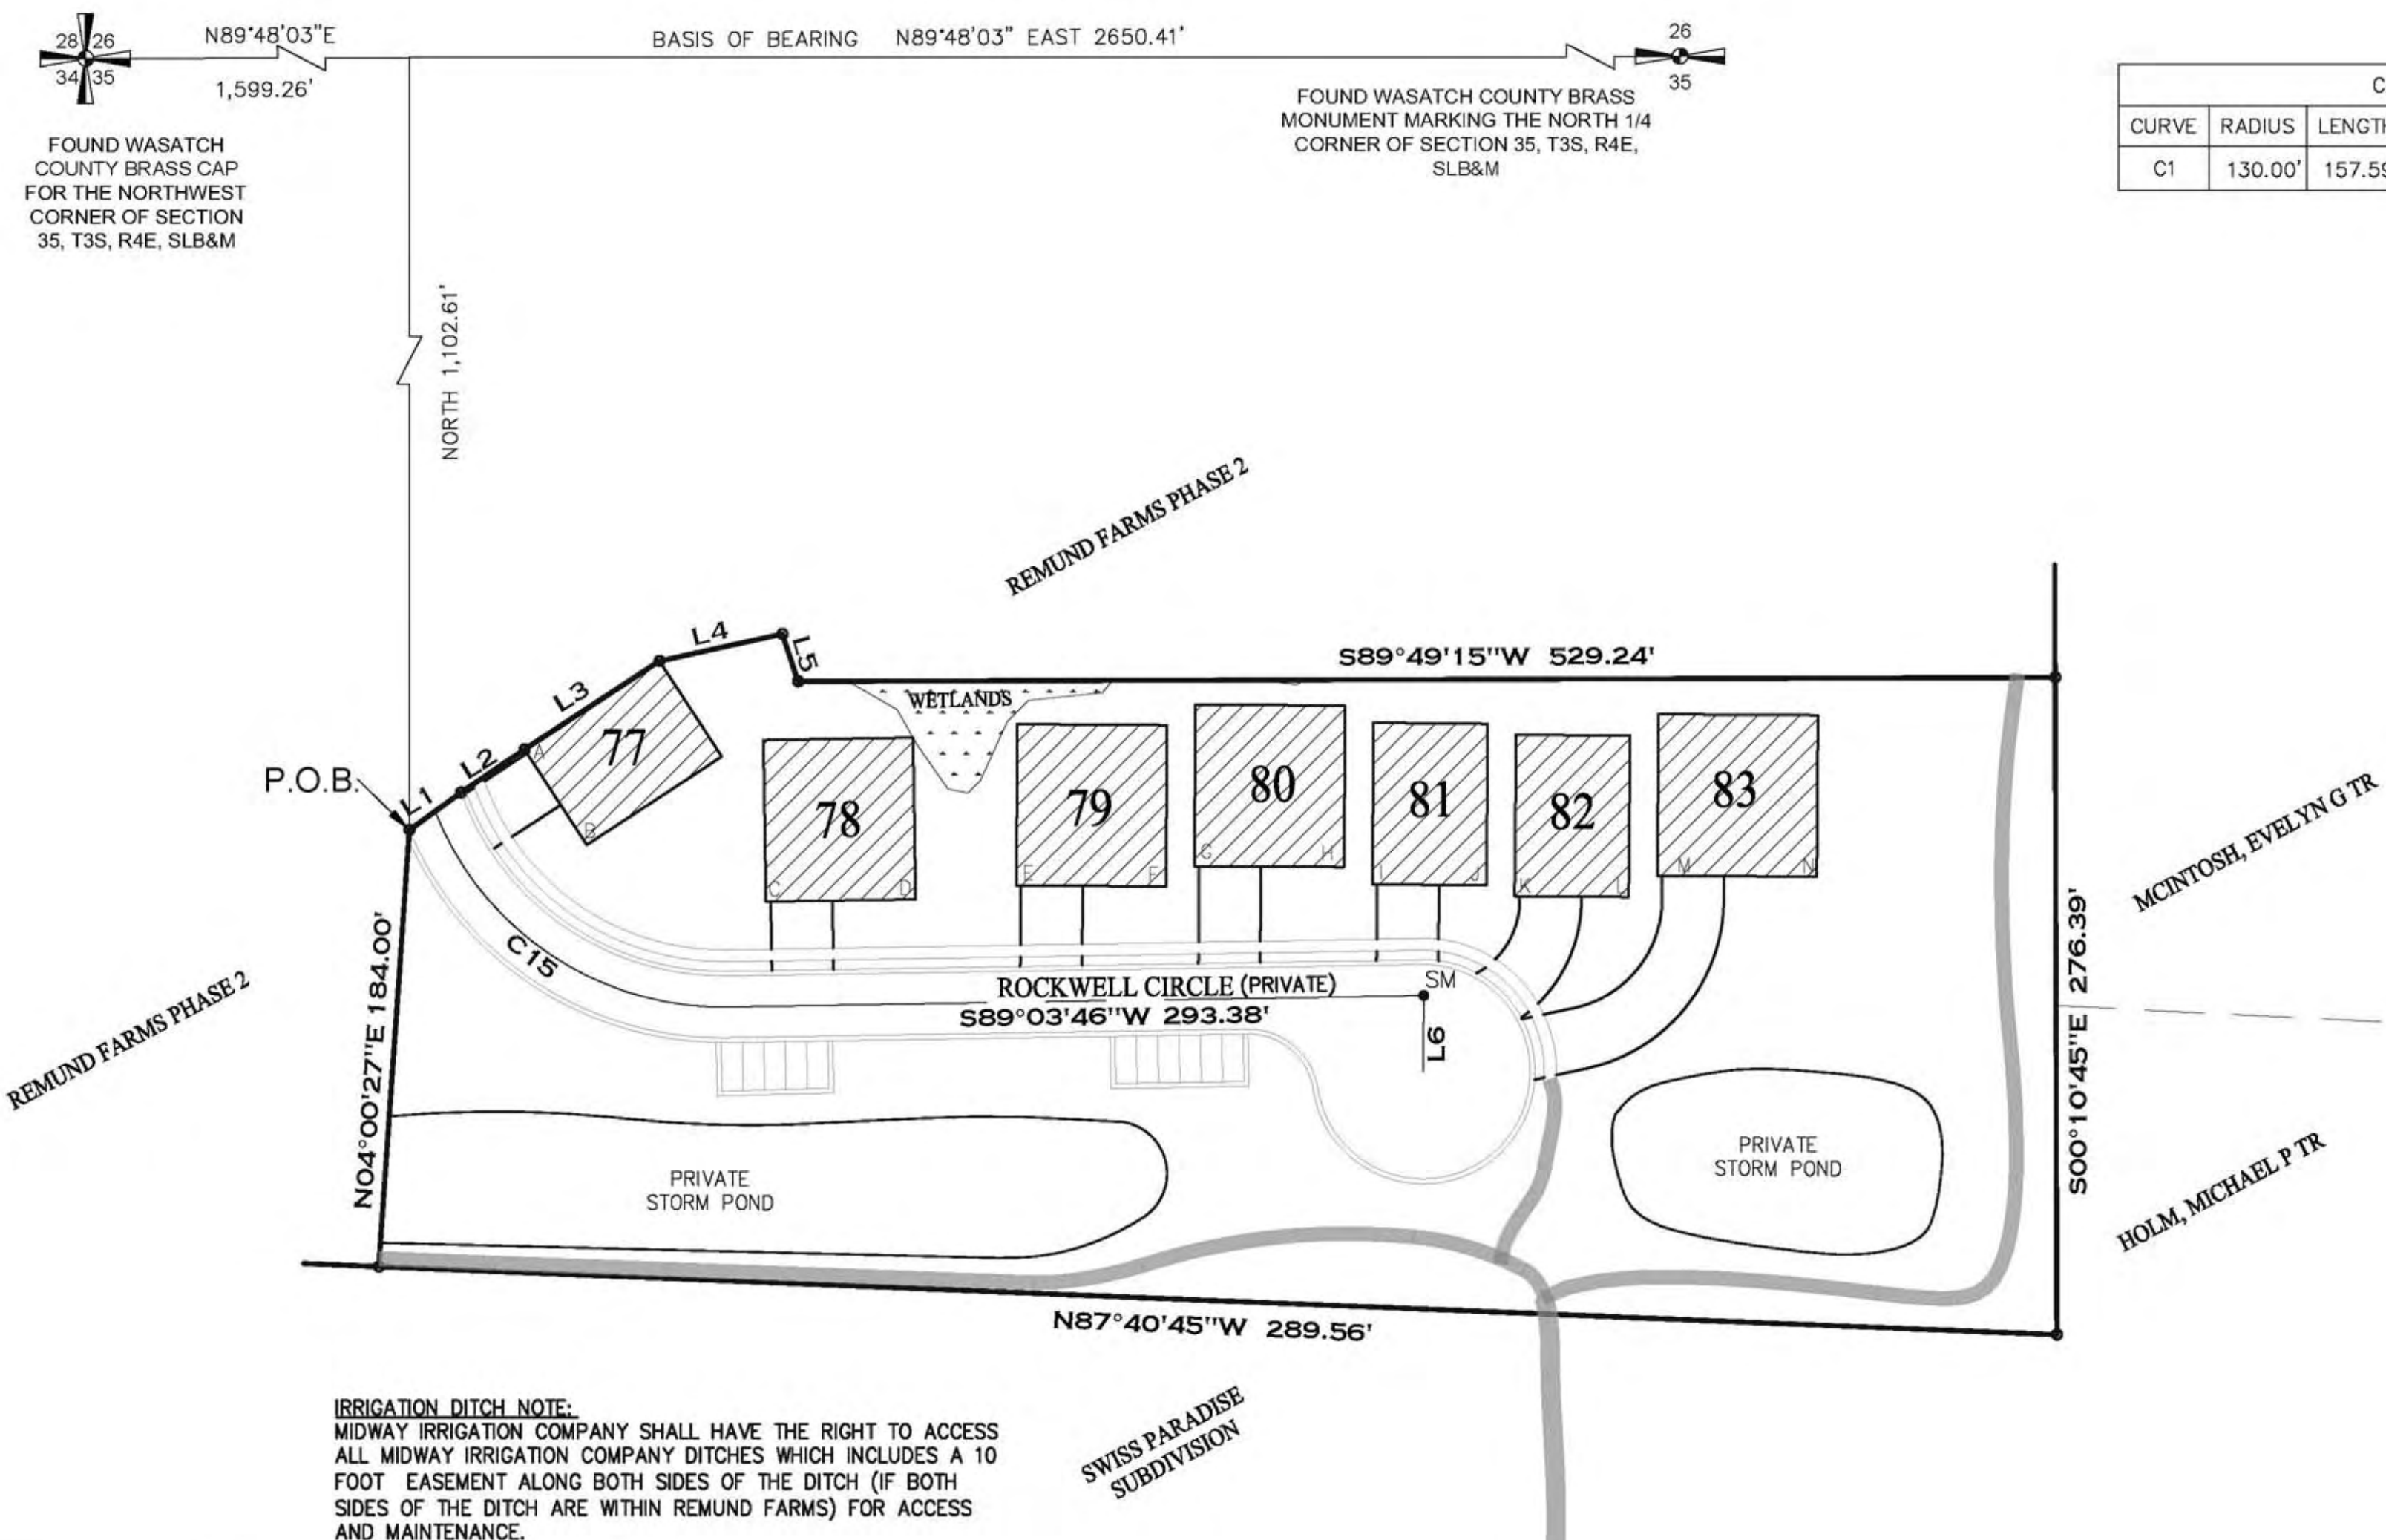 28 26
34 35
N89°48'03"E
1,599.26'
BASIS OF BEARING N89°48'03" EAST 2650.41'
26
35
FOUND WASATCH
COUNTY BRASS CAP
FOR THE NORTHWEST
CORNER OF SECTION
35, T3S, R4E, SLB&M
FOUND WASATCH COUNTY BRASS
MONUMENT MARKING THE NORTH 1/4
CORNER OF SECTION 35, T3S, R4E,
SLB&M
C
CURVE RADIUS LENGTH
C1 130.00' 157.59
NORTH 1,102.61'
REMUND FARMS PHASE 2
L4
L5
S89°49'15"W 529.24'
L3
WETLANDS
77
A
B
L2
P.O.B.
L1
78
C D
79
E F
80
G H
81
I J
82
K L
83
M N
MCINTOSH, EVELYN G TR
C15
ROCKWELL CIRCLE (PRIVATE)
SM
S89°03'46"W 293.38'
L6
N04°00'27"E 184.00'
S00°10'45"E 276.39'
REMUND FARMS PHASE 2
PRIVATE
STORM POND
PRIVATE
STORM POND
HOLM, MICHAEL P TR
N87°40'45"W 289.56'
IRRIGATION DITCH NOTE:
MIDWAY IRRIGATION COMPANY SHALL HAVE THE RIGHT TO ACCESS
ALL MIDWAY IRRIGATION COMPANY DITCHES WHICH INCLUDES A 10
FOOT EASEMENT ALONG BOTH SIDES OF THE DITCH (IF BOTH
SIDES OF THE DITCH ARE WITHIN REMUND FARMS) FOR ACCESS
AND MAINTENANCE.
SWISS PARADISE
SUBDIVISION